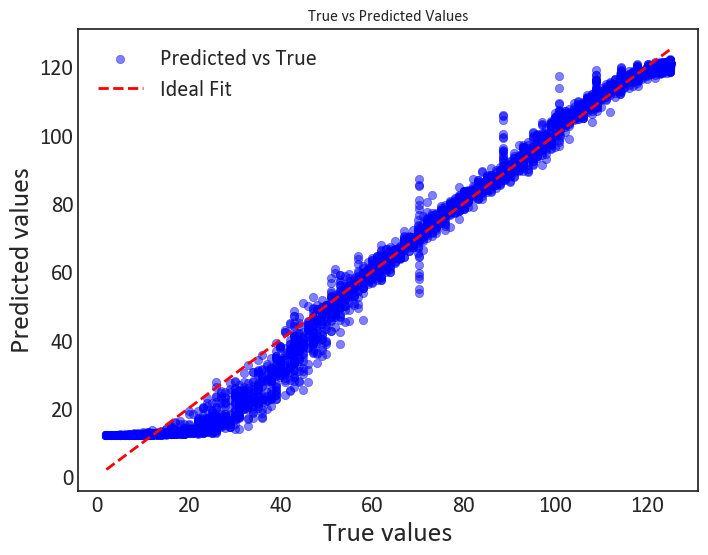 True vs Predicted Values
Predicted vs True
Ideal Fit
120
100
80
60
40
20
0
Predicted values
0 20 40 60 80 100 120
True values